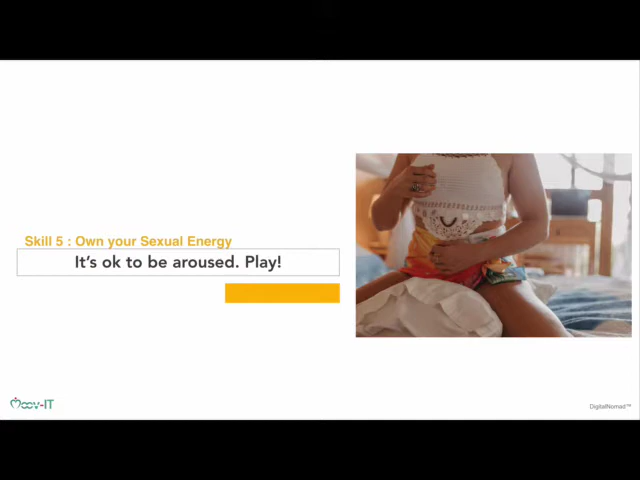 Skill 5 : Own your Sexual Energy
It's ok to be aroused. Play!
Moov-IT
DigitalNomad™